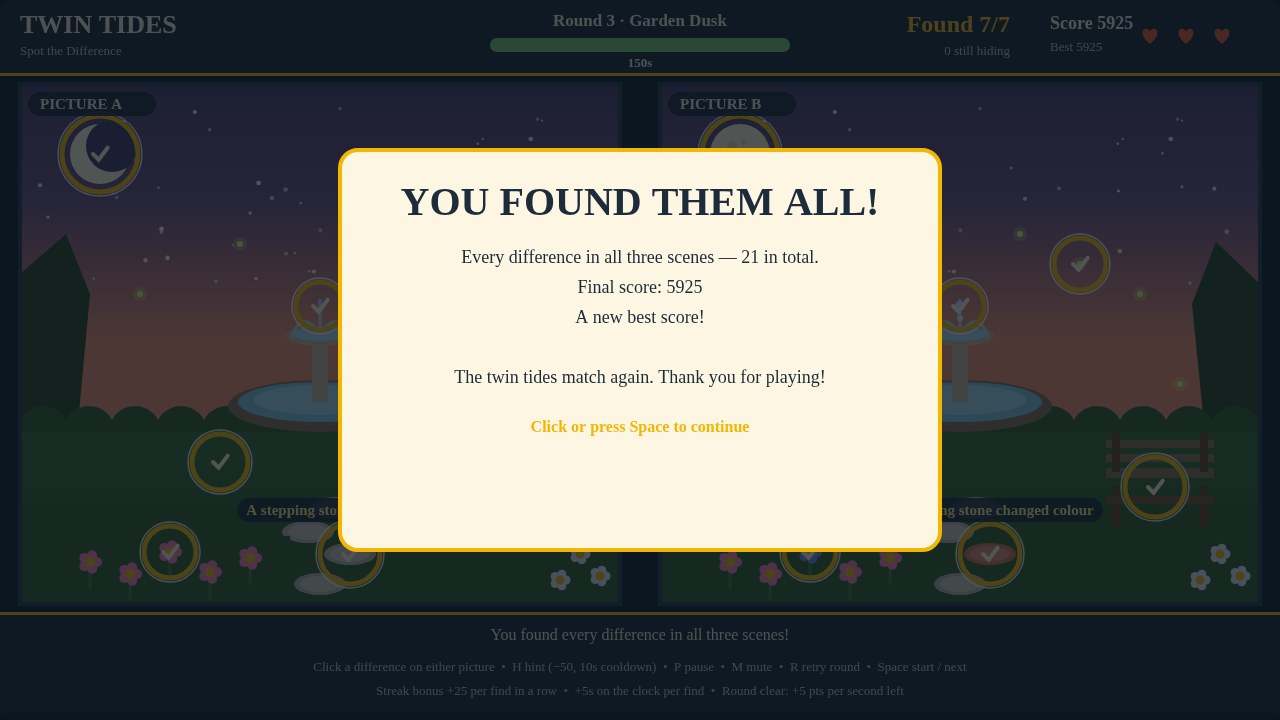 TWIN TIDES
Spot the Difference
Round 3 · Garden Dusk
150s
Found 7/7
0 still hiding
Score 5925
Best 5925
PICTURE A
PICTURE B
YOU FOUND THEM ALL!
Every difference in all three scenes — 21 in total.
Final score: 5925
A new best score!
The twin tides match again. Thank you for playing!
Click or press Space to continue
A stepping
stone changed colour
You found every difference in all three scenes!
Click a difference on either picture • H hint (−50, 10s cooldown) • P pause • M mute • R retry round • Space start / next
Streak bonus +25 per find in a row • +5s on the clock per find • Round clear: +5 pts per second left